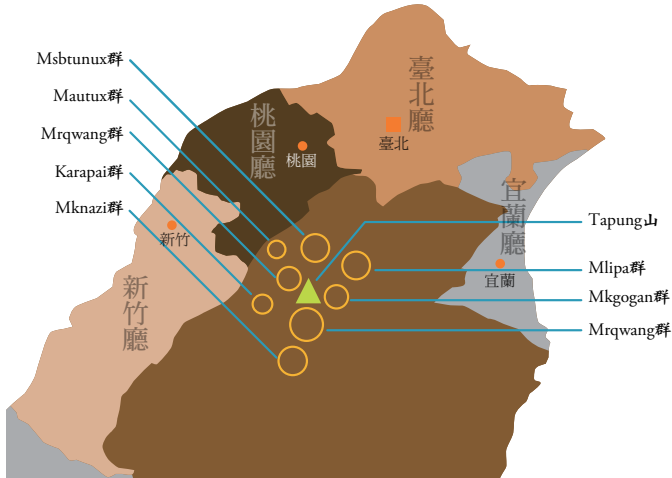 Msbtunux群
Mautux群
Mrqwang群
Karapai群
Mknazi群
臺北廳
臺北
桃園廳
桃園
宜蘭廳
宜蘭
新竹
新竹廳
Tapung山
Mlipa群
Mkgogan群
Mrqwang群